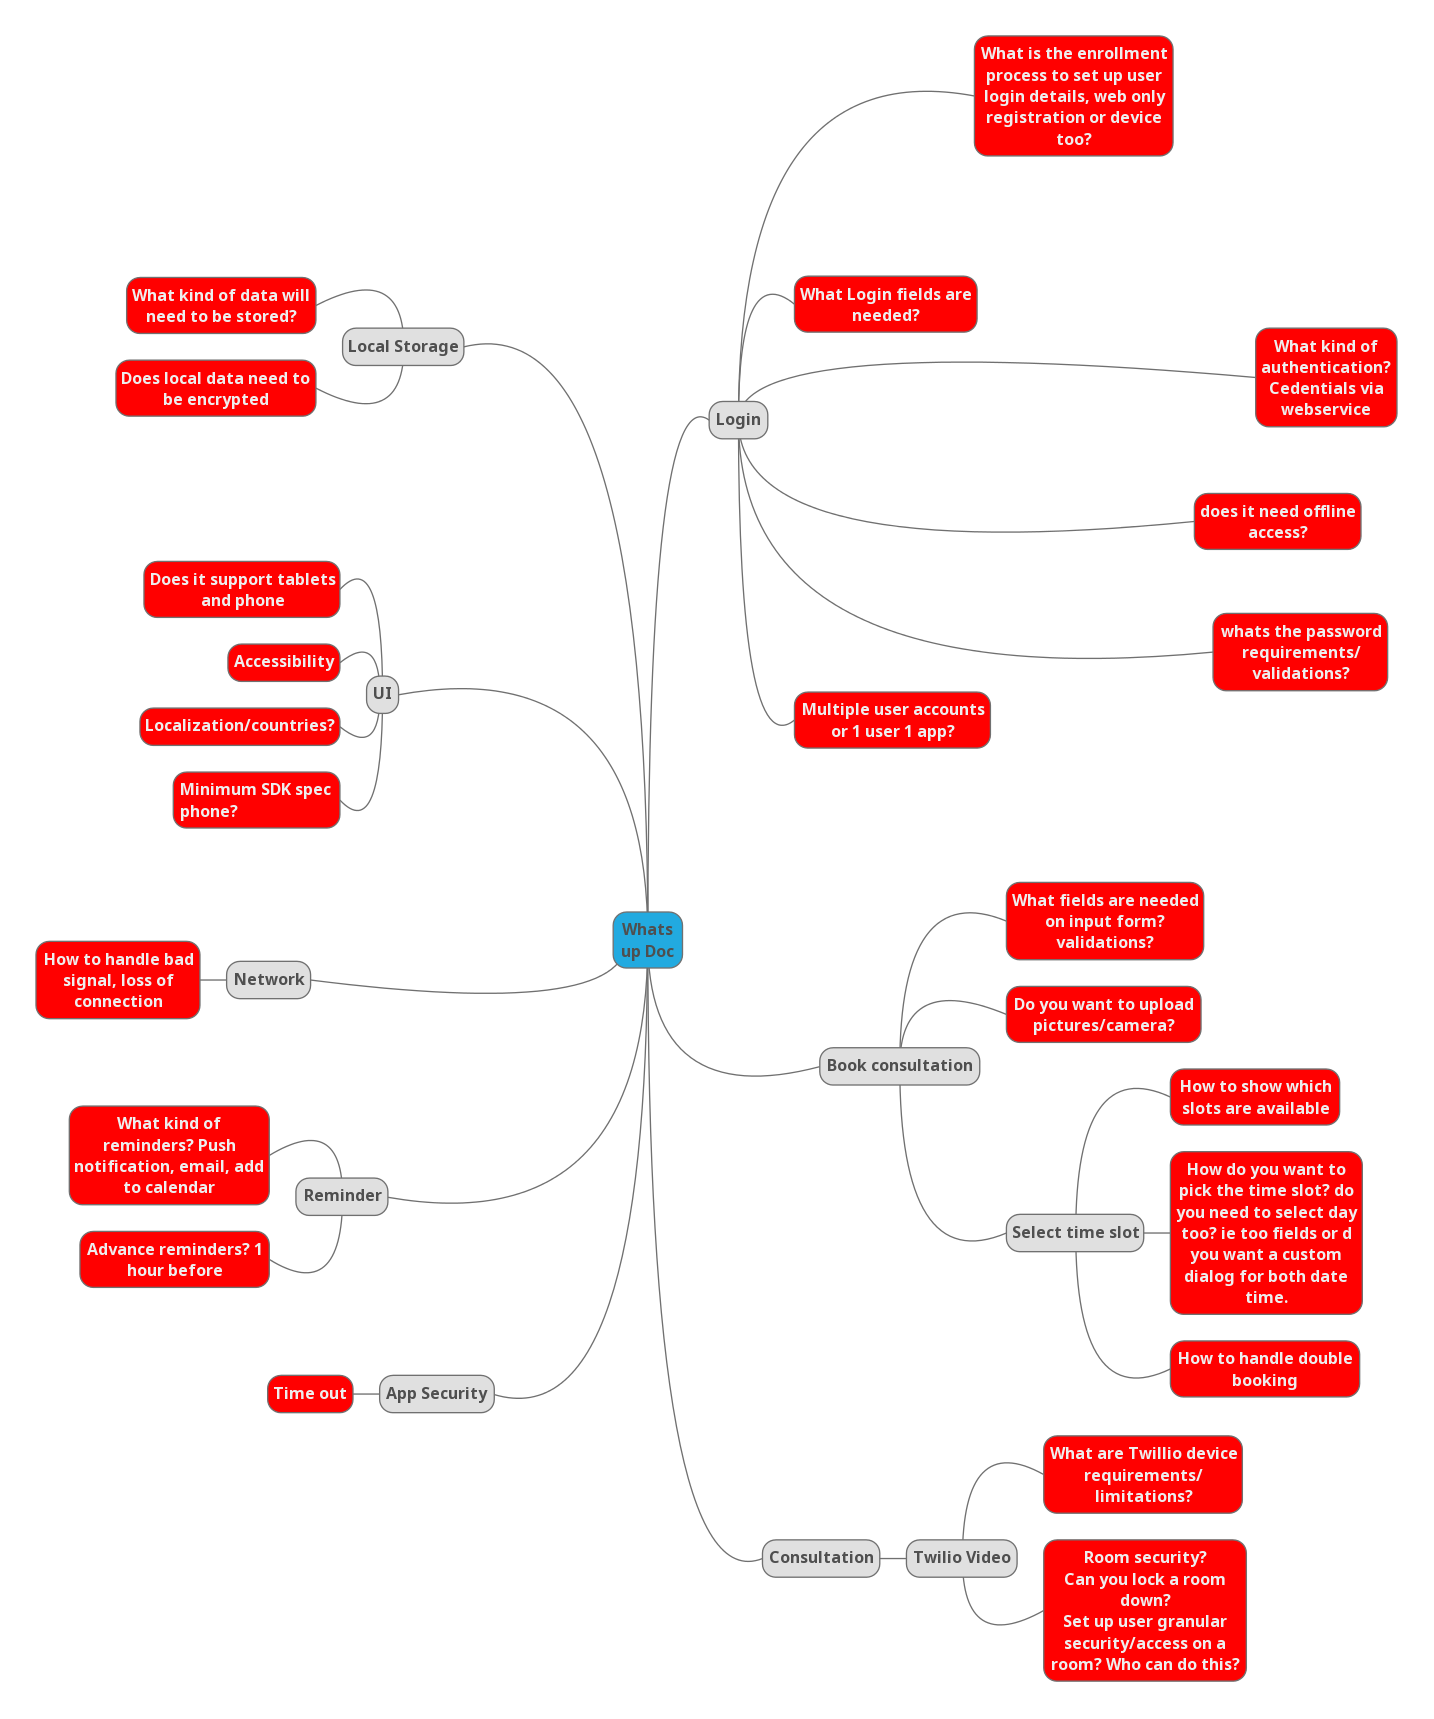 What is the enrollment
process to set up user
login details, web only
registration or device
too?
What Login fields are
needed?
What kind of
authentication?
Cedentials via
webservice
Login
does it need offline
access?
whats the password
requirements/
validations?
Multiple user accounts
or 1 user 1 app?
What kind of data will
need to be stored?
Local Storage
Does local data need to
be encrypted
Does it support tablets
and phone
Accessibility
UI
Localization/countries?
Minimum SDK spec
phone?
Whats
up Doc
How to handle bad
signal, loss of
connection
Network
What fields are needed
on input form?
validations?
Do you want to upload
pictures/camera?
Book consultation
How to show which
slots are available
Select time slot
How do you want to
pick the time slot? do
you need to select day
too? ie too fields or d
you want a custom
dialog for both date
time.
How to handle double
booking
What kind of
reminders? Push
notification, email, add
to calendar
Reminder
Advance reminders? 1
hour before
Time out
App Security
Consultation
Twilio Video
What are Twillio device
requirements/
limitations?
Room security?
Can you lock a room
down?
Set up user granular
security/access on a
room? Who can do this?